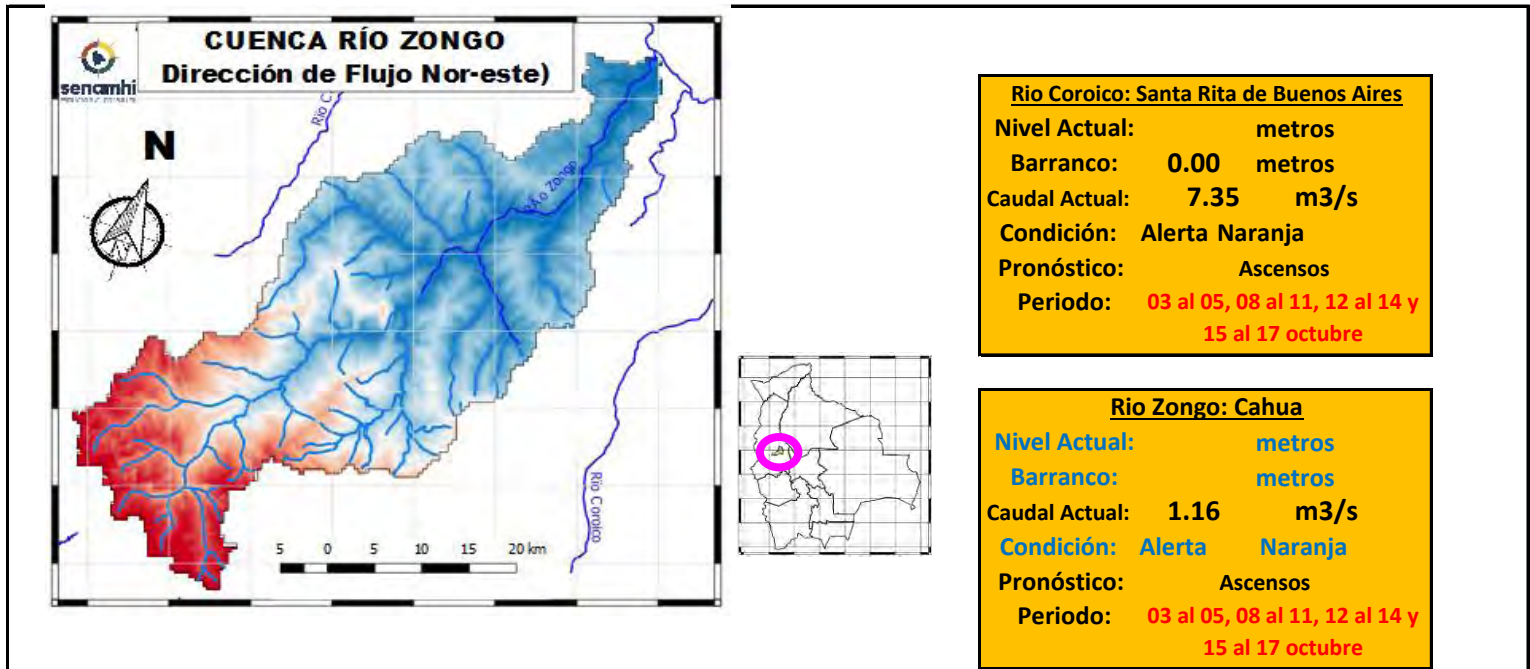 CUENCA RÍO ZONGO
Dirección de Flujo Nor-este)
senamhi
N
Río C
RÃ­o Zongo
Río Coroico
5 0 5 10 15 20 km
Rio Coroico: Santa Rita de Buenos Aires
Nivel Actual: metros
Barranco: 0.00 metros
Caudal Actual: 7.35 m3/s
Condición: Alerta Naranja
Pronóstico: Ascensos
Periodo: 03 al 05, 08 al 11, 12 al 14 y
15 al 17 octubre
Rio Zongo: Cahua
Nivel Actual: metros
Barranco: metros
Caudal Actual: 1.16 m3/s
Condición: Alerta Naranja
Pronóstico: Ascensos
Periodo: 03 al 05, 08 al 11, 12 al 14 y
15 al 17 octubre